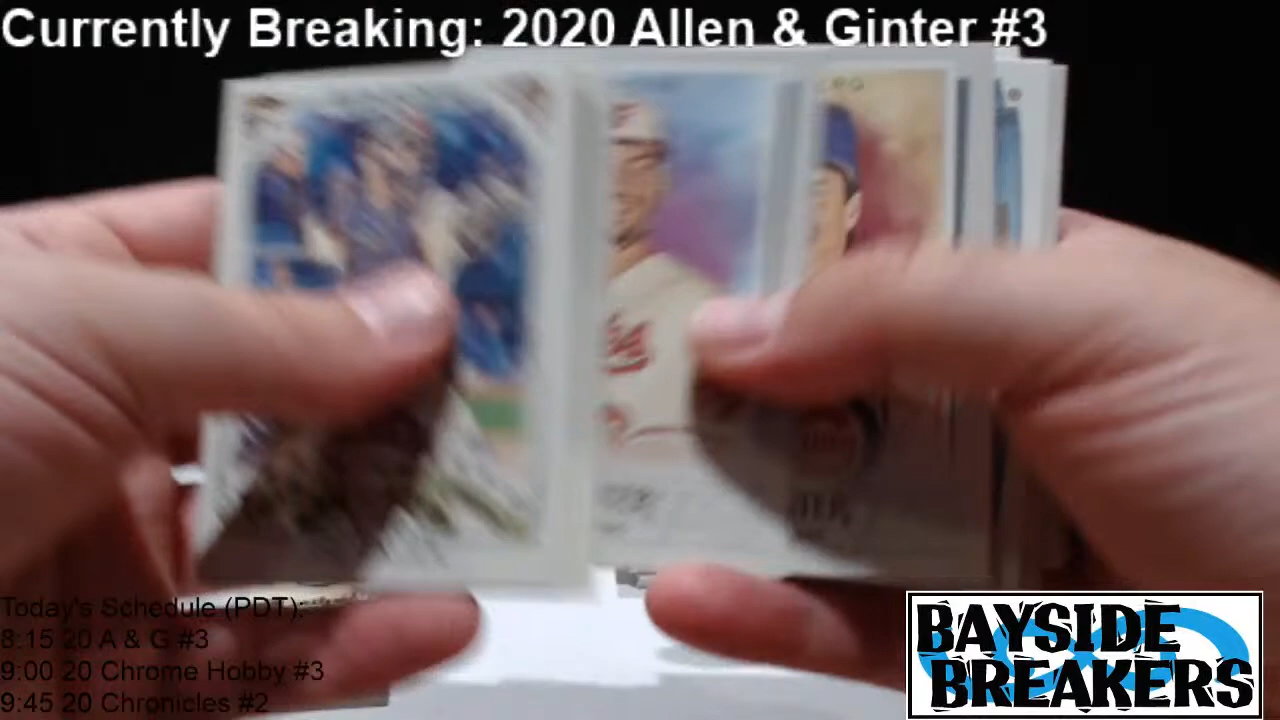 Currently Breaking: 2020 Allen & Ginter #3
Today's Schedule (PDT):
8:15 20 A & G #3
9:00 20 Chrome Hobby #3
9:45 20 Chronicles #2
BAYSIDE
BREAKERS